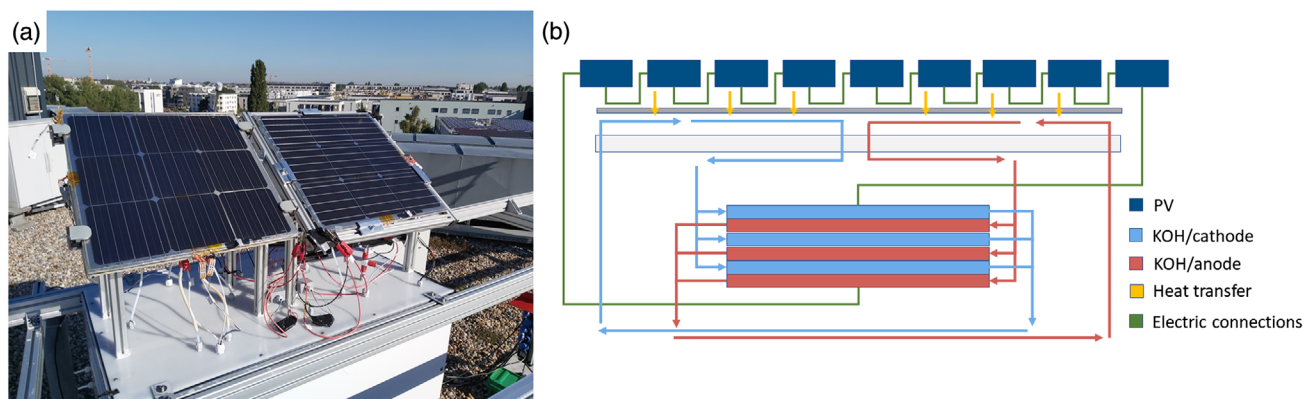 (a)
(b)
PV
KOH/cathode
KOH/anode
Heat transfer
Electric connections